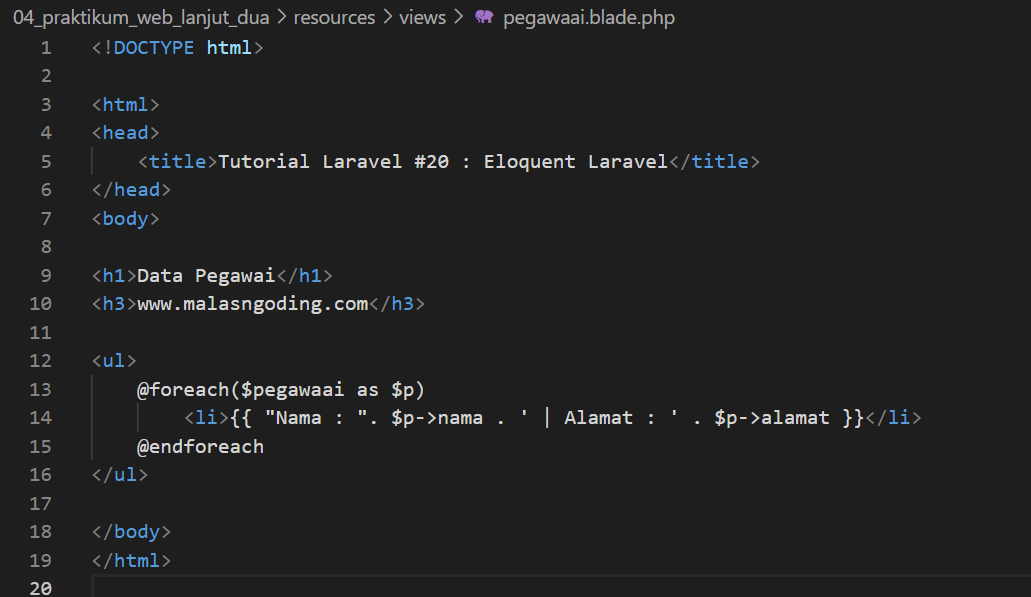 04_praktikum_web_lanjut_dua > resources > views > pegawaai.blade.php
1 <!DOCTYPE html>
2
3 <html>
4 <head>
5     <title>Tutorial Laravel #20 : Eloquent Laravel</title>
6 </head>
7 <body>
8
9 <h1>Data Pegawai</h1>
10 <h3>www.malasngoding.com</h3>
11
12 <ul>
13     @foreach($pegawaai as $p)
14         <li>{{ "Nama : ". $p->nama . ' | Alamat : ' . $p->alamat }}</li>
15     @endforeach
16 </ul>
17
18 </body>
19 </html>
20